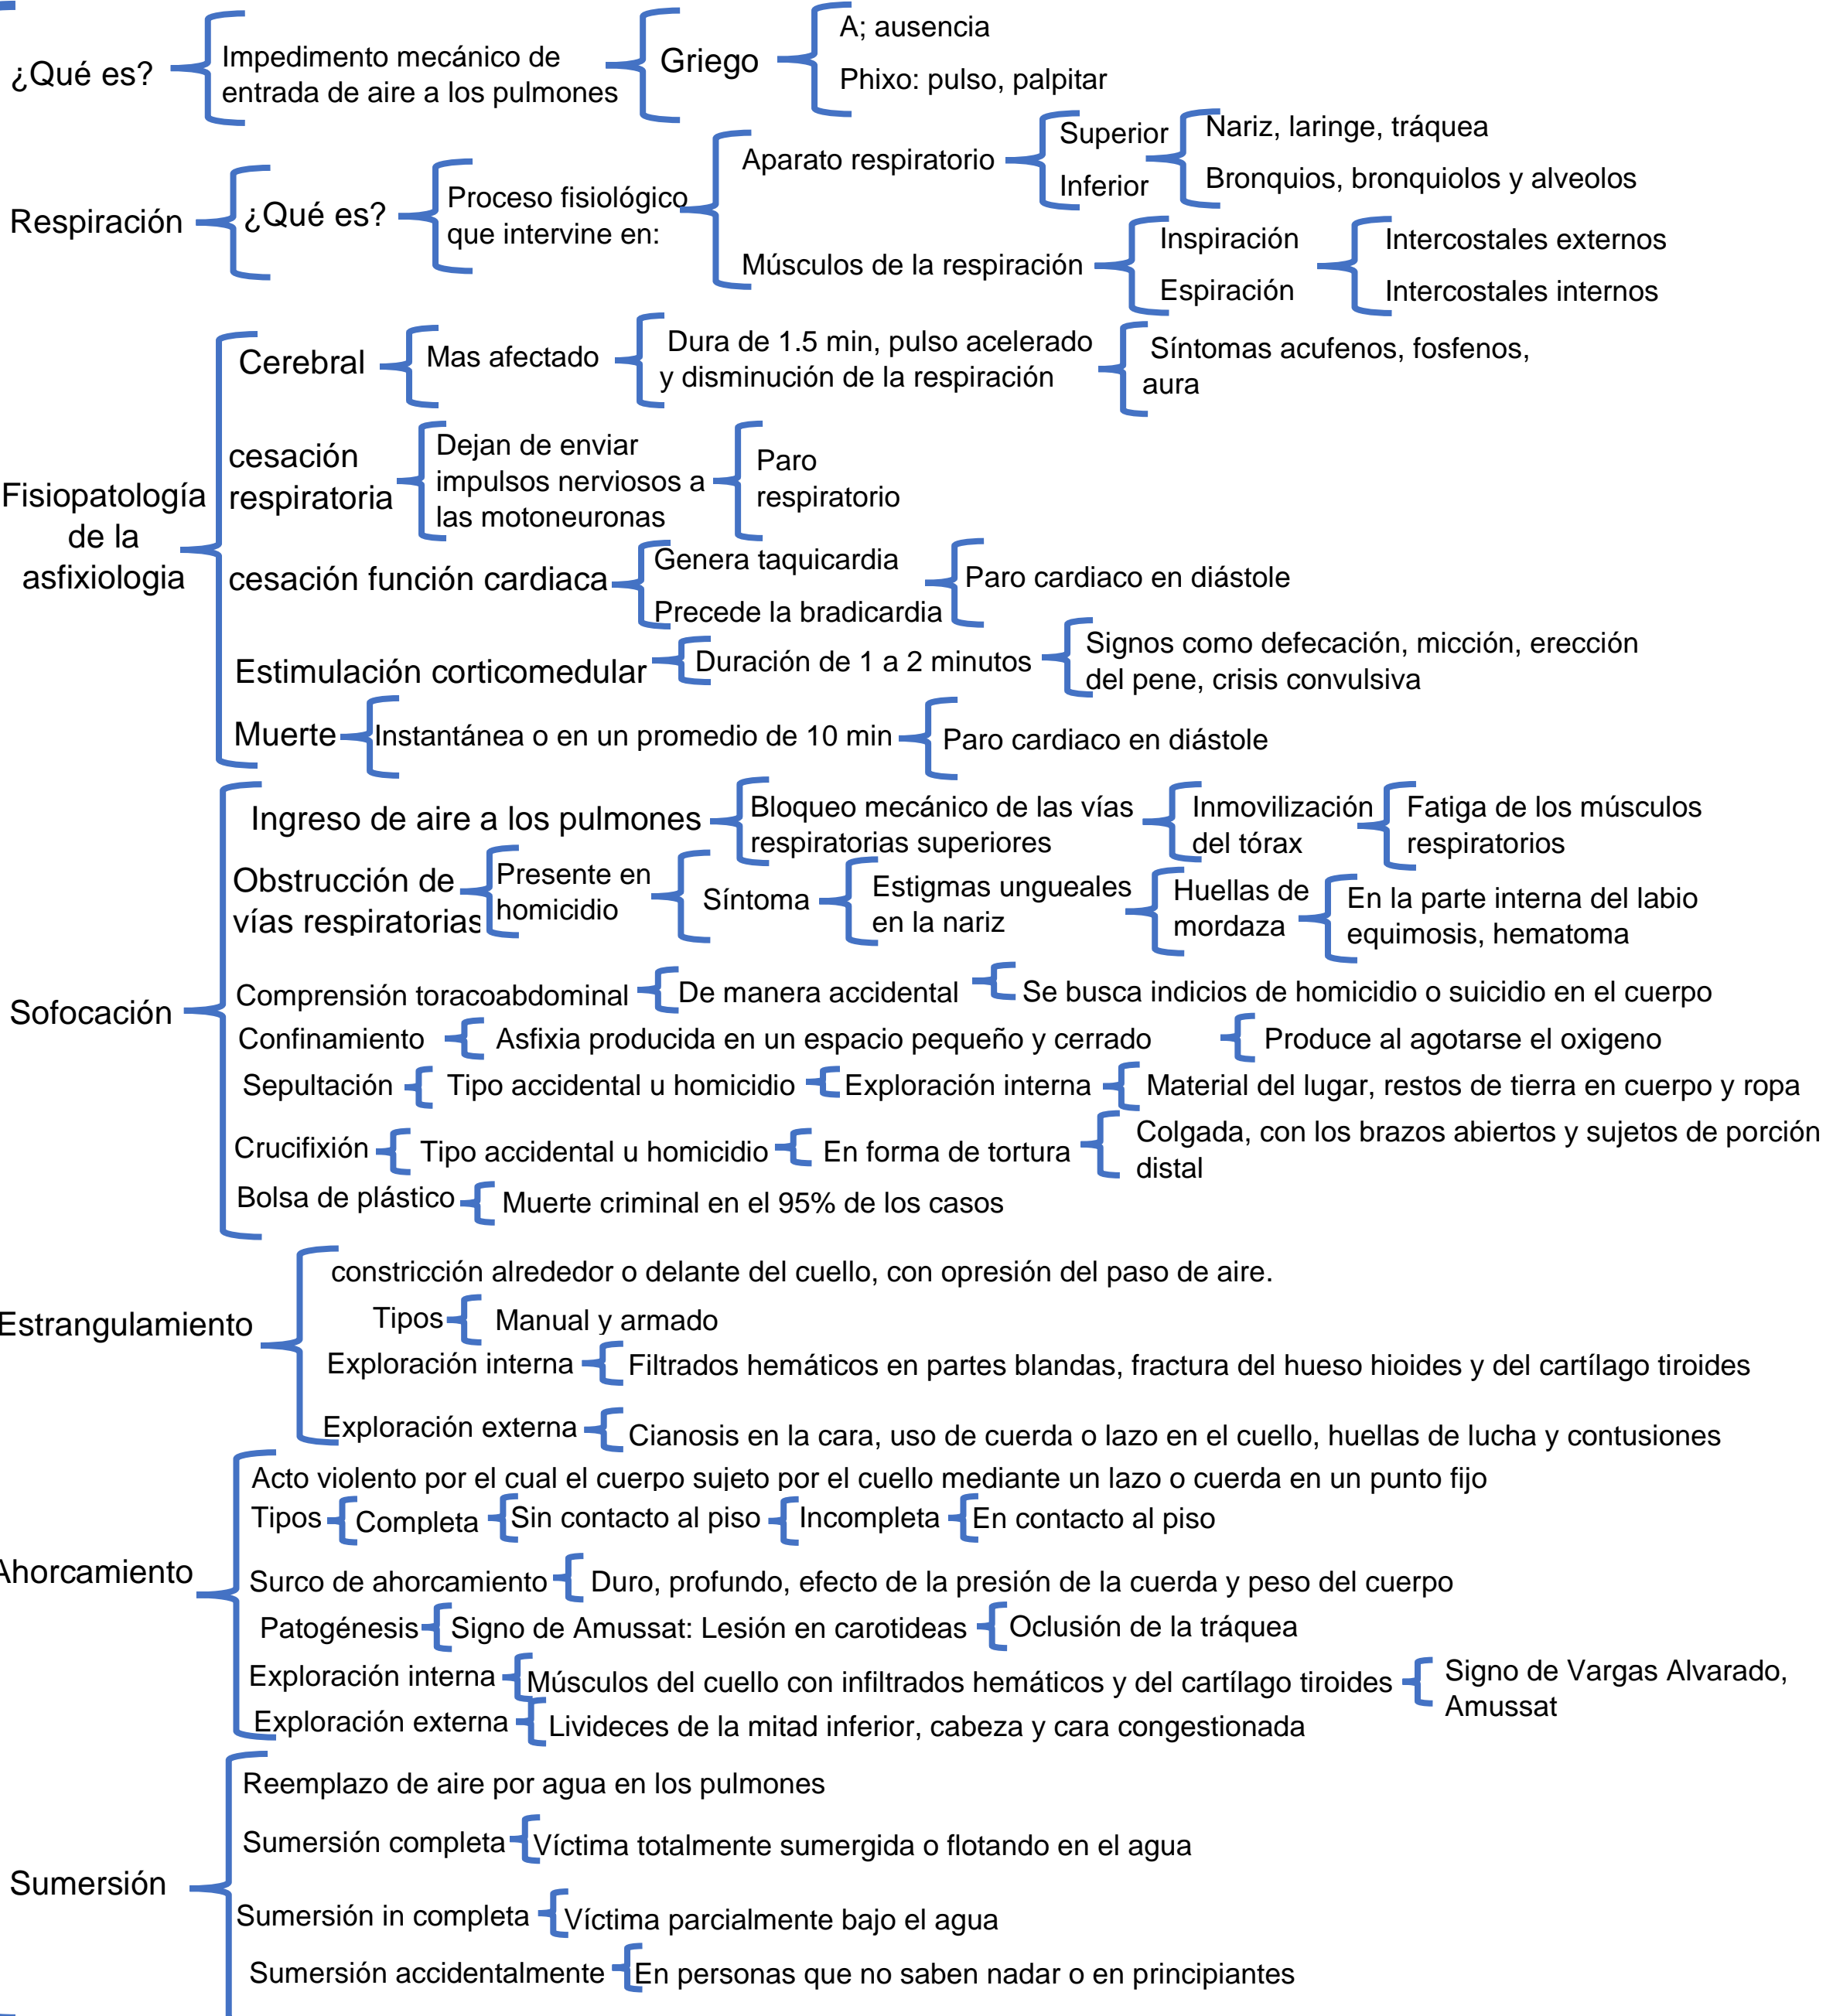 ¿Qué es?
Impedimento mecánico de
entrada de aire a los pulmones
Griego
A; ausencia
Phixo: pulso, palpitar
Respiración
¿Qué es?
Proceso fisiológico
que intervine en:
Aparato respiratorio
Superior
Inferior
Nariz, laringe, tráquea
Bronquios, bronquiolos y alveolos
Músculos de la respiración
Inspiración
Espiración
Intercostales externos
Intercostales internos
Fisiopatología
de la
asfixiologia
Cerebral
Mas afectado
Dura de 1.5 min, pulso acelerado
y disminución de la respiración
Síntomas acufenos, fosfenos,
aura
cesación
respiratoria
Dejan de enviar
impulsos nerviosos a
las motoneuronas
Paro
respiratorio
cesación función cardiaca
Genera taquicardia
Precede la bradicardia
Paro cardiaco en diástole
Estimulación corticomedular
Duración de 1 a 2 minutos
Signos como defecación, micción, erección
del pene, crisis convulsiva
Muerte
Instantánea o en un promedio de 10 min
Paro cardiaco en diástole
Sofocación
Ingreso de aire a los pulmones
Bloqueo mecánico de las vías
respiratorias superiores
Inmovilización
del tórax
Fatiga de los músculos
respiratorios
Obstrucción de
vías respiratorias
Presente en
homicidio
Síntoma
Estigmas ungueales
en la nariz
Huellas de
mordaza
En la parte interna del labio
equimosis, hematoma
Comprensión toracoabdominal
De manera accidental
Se busca indicios de homicidio o suicidio en el cuerpo
Confinamiento
Asfixia producida en un espacio pequeño y cerrado
Produce al agotarse el oxigeno
Sepultación
Tipo accidental u homicidio
Exploración interna
Material del lugar, restos de tierra en cuerpo y ropa
Crucifixión
Tipo accidental u homicidio
En forma de tortura
Colgada, con los brazos abiertos y sujetos de porción
distal
Bolsa de plástico
Muerte criminal en el 95% de los casos
Estrangulamiento
constricción alrededor o delante del cuello, con opresión del paso de aire.
Tipos
Manual y armado
Exploración interna
Filtrados hemáticos en partes blandas, fractura del hueso hioides y del cartílago tiroides
Exploración externa
Cianosis en la cara, uso de cuerda o lazo en el cuello, huellas de lucha y contusiones
Ahorcamiento
Acto violento por el cual el cuerpo sujeto por el cuello mediante un lazo o cuerda en un punto fijo
Tipos
Completa
Sin contacto al piso
Incompleta
En contacto al piso
Surco de ahorcamiento
Duro, profundo, efecto de la presión de la cuerda y peso del cuerpo
Patogénesis
Signo de Amussat: Lesión en carotideas
Oclusión de la tráquea
Exploración interna
Músculos del cuello con infiltrados hemáticos y del cartílago tiroides
Signo de Vargas Alvarado,
Amussat
Exploración externa
Livideces de la mitad inferior, cabeza y cara congestionada
Sumersión
Reemplazo de aire por agua en los pulmones
Sumersión completa
Víctima totalmente sumergida o flotando en el agua
Sumersión in completa
Víctima parcialmente bajo el agua
Sumersión accidentalmente
En personas que no saben nadar o en principiantes